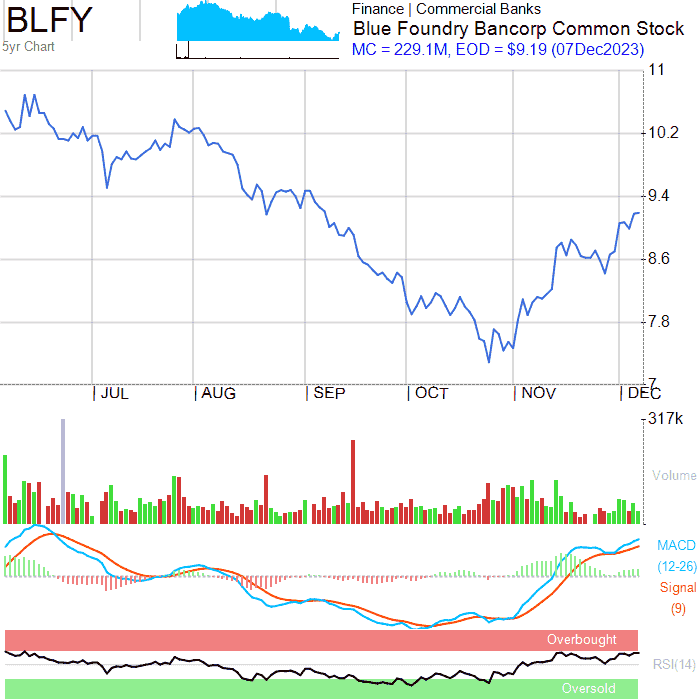 BLFY
5yr Chart
Finance | Commercial Banks
Blue Foundry Bancorp Common Stock
MC = 229.1M, EOD = $9.19 (07Dec2023)
11
10.2
9.4
8.6
7.8
7
JUL AUG SEP OCT NOV DEC
317k
Volume
MACD
(12-26)
Signal
(9)
Overbought
RSI(14)
Oversold